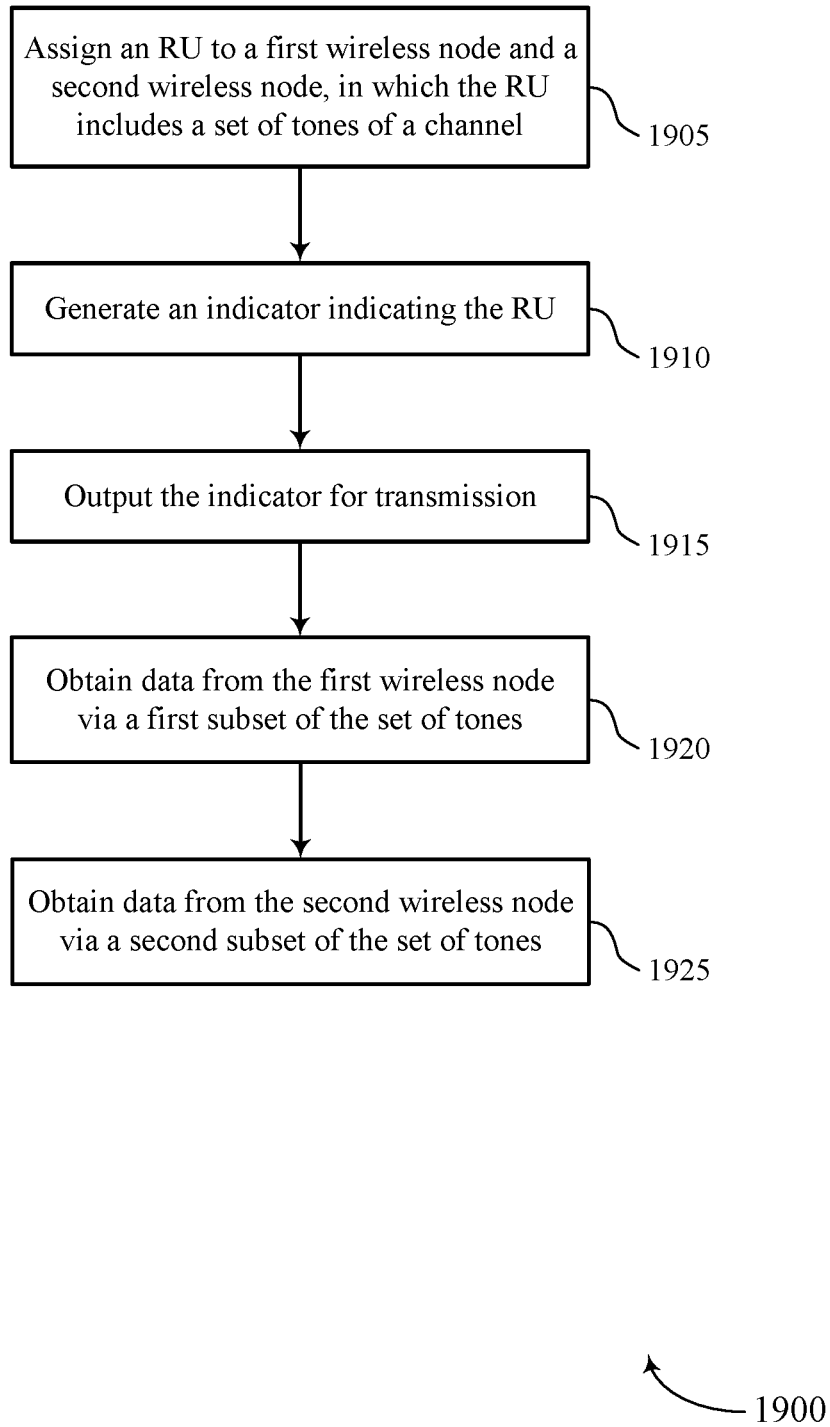 Assign an RU to a first wireless node and a
second wireless node, in which the RU
includes a set of tones of a channel
1905
Generate an indicator indicating the RU
1910
Output the indicator for transmission
1915
Obtain data from the first wireless node
via a first subset of the set of tones
1920
Obtain data from the second wireless node
via a second subset of the set of tones
1925
1900